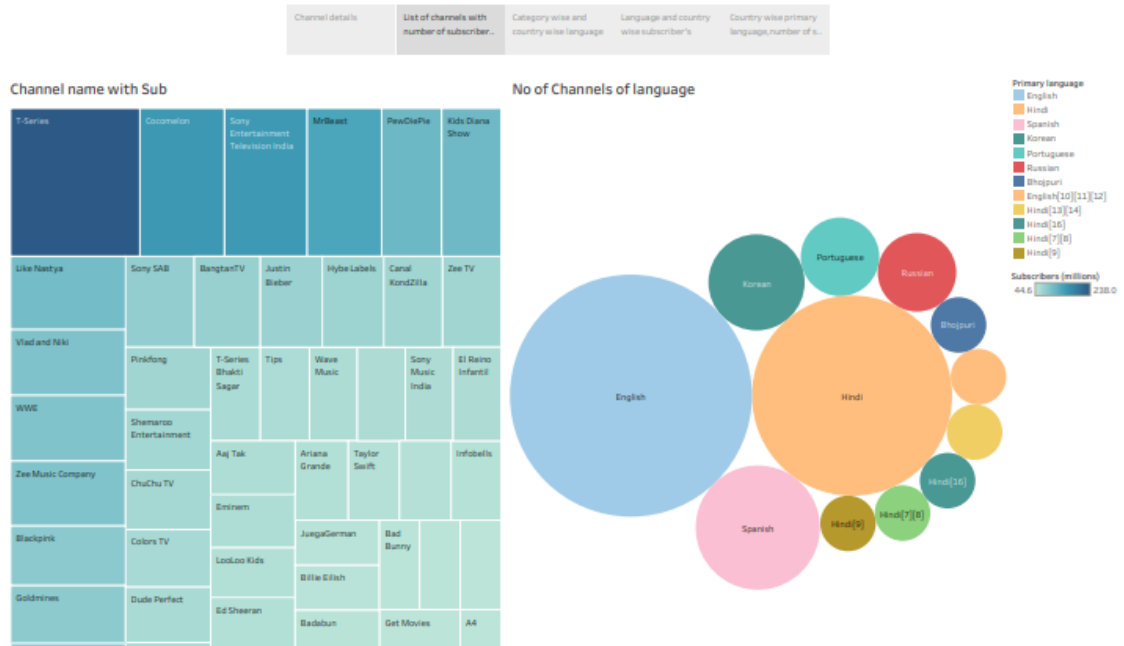 Channel details
List of channels with
number of subscriber..
Category wise and
country wise language
Language and country
wise subscriber's
Country wise primary
language,number of s..
Channel name with Sub
No of Channels of language
T-Series
Cocomelon
Sony
Entertainment
Television India
MrBeast
PewDiePie
Kids Diana
Show
Like Nastya
Vlad and Niki
WWE
Zee Music Company
Blackpink
Goldmines
Sony SAB
BangtanTV
Justin
Bieber
Hybe Labels
Canal
KondZilla
Zee TV
Pinkfong
Shemaroo
Entertainment
ChuChu TV
Colors TV
Dude Perfect
T-Series
Bhakti
Sagar
Tips
Wave
Music
Sony
Music
India
El Reino
Infantil
Aaj Tak
Eminem
LooLoo Kids
Ed Sheeran
Ariana
Grande
Taylor
Swift
Infobells
JuegaGerman
Billie Eilish
Badabun
Bad
Bunny
Get Movies
A4
English
Korean
Portuguese
Russian
Bhojpuri
Hindi
Spanish
Hindi[9]
Hindi[7][8]
Hindi[16]
Primary language
English
Hindi
Spanish
Korean
Portuguese
Russian
Bhojpuri
English[10][11][12]
Hindi[13][14]
Hindi[16]
Hindi[7][8]
Hindi[9]
Subscribers (millions)
44.6 238.0